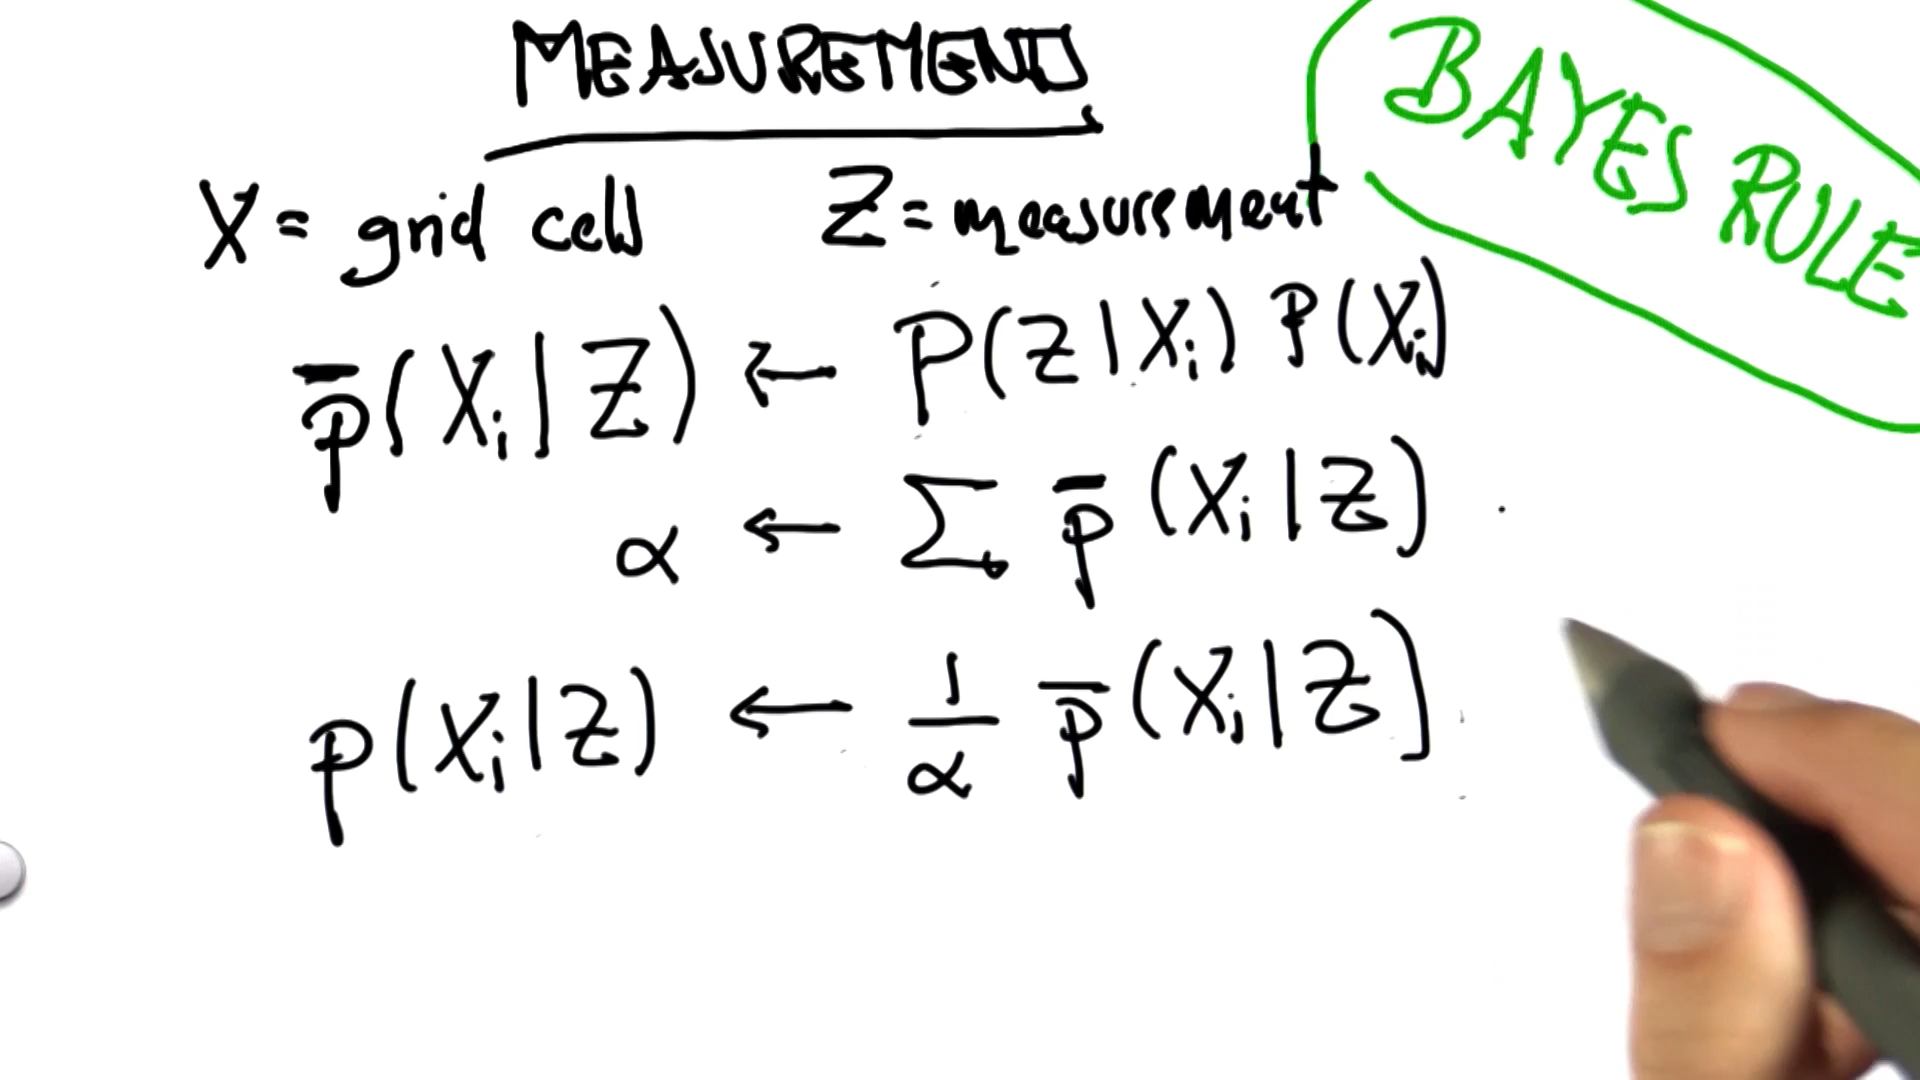 MEASUREMENT
BAYES RULE
X = grid cell Z = measurement
p̄(Xᵢ|Z) ← P(Z|Xᵢ) P(Xᵢ)
α ← Σ p̄(Xᵢ|Z)
p(Xᵢ|Z) ← 1/α p̄(Xᵢ|Z)